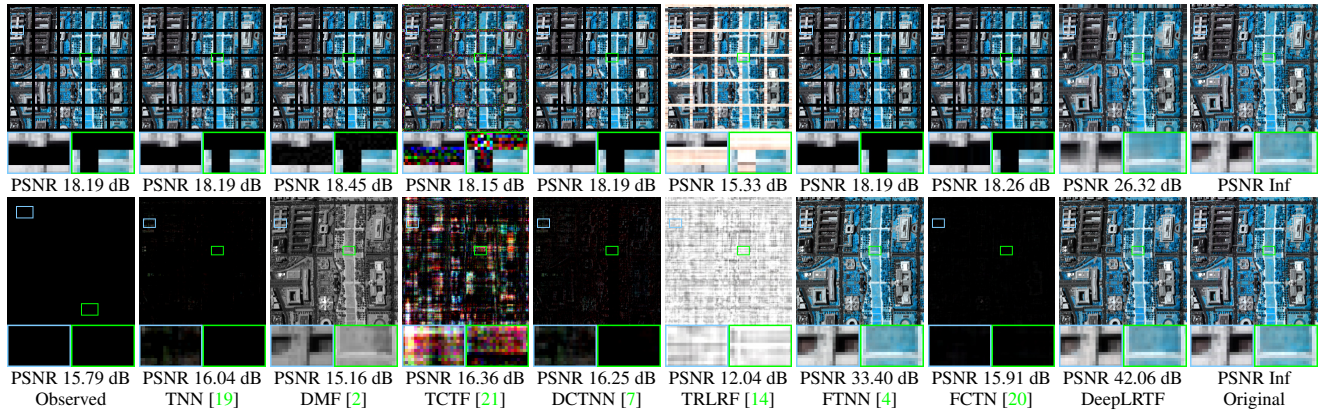 PSNR 18.19 dB PSNR 18.19 dB PSNR 18.45 dB PSNR 18.15 dB PSNR 18.19 dB PSNR 15.33 dB PSNR 18.19 dB PSNR 18.26 dB PSNR 26.32 dB PSNR Inf
PSNR 15.79 dB PSNR 16.04 dB PSNR 15.16 dB PSNR 16.36 dB PSNR 16.25 dB PSNR 12.04 dB PSNR 33.40 dB PSNR 15.91 dB PSNR 42.06 dB PSNR Inf
Observed TNN [19] DMF [2] TCTF [21] DCTNN [7] TRLRF [14] FTNN [4] FCTN [20] DeepLRTF Original